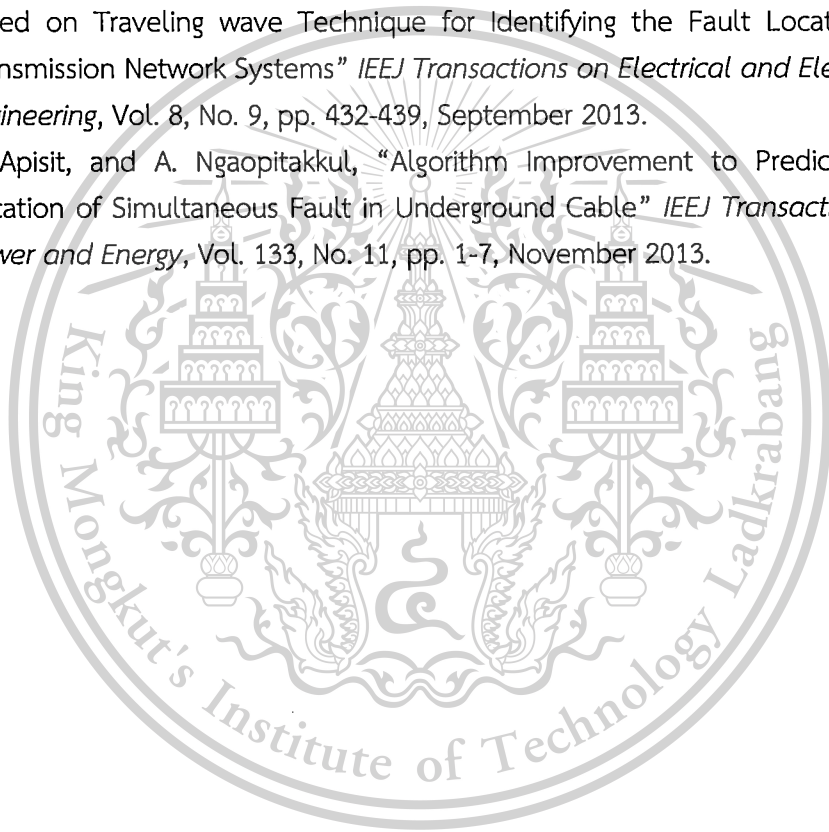 ed on Traveling wave Technique for Identifying the Fault Locat
nsmission Network Systems” IEEJ Transactions on Electrical and Ele
ineering, Vol. 8, No. 9, pp. 432-439, September 2013.
Apisit, and A. Ngaopitakkul, “Algorithm Improvement to Predic
ation of Simultaneous Fault in Underground Cable” IEEJ Transacti
wer and Energy, Vol. 133, No. 11, pp. 1-7, November 2013.
King Mongkut's Institute of Technology Ladkrabang